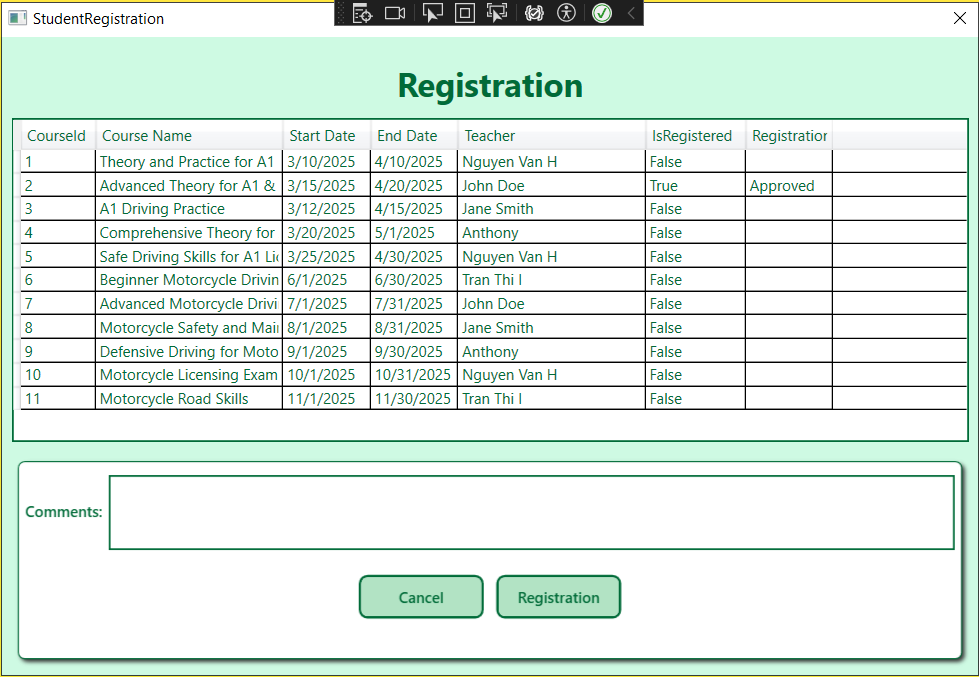 StudentRegistration
Registration
CourseId Course Name Start Date End Date Teacher IsRegistered Registration
1 Theory and Practice for A1 3/10/2025 4/10/2025 Nguyen Van H False
2 Advanced Theory for A1 & 3/15/2025 4/20/2025 John Doe True Approved
3 A1 Driving Practice 3/12/2025 4/15/2025 Jane Smith False
4 Comprehensive Theory for 3/20/2025 5/1/2025 Anthony False
5 Safe Driving Skills for A1 Lic 3/25/2025 4/30/2025 Nguyen Van H False
6 Beginner Motorcycle Drivin 6/1/2025 6/30/2025 Tran Thi I False
7 Advanced Motorcycle Drivi 7/1/2025 7/31/2025 John Doe False
8 Motorcycle Safety and Mai 8/1/2025 8/31/2025 Jane Smith False
9 Defensive Driving for Moto 9/1/2025 9/30/2025 Anthony False
10 Motorcycle Licensing Exam 10/1/2025 10/31/2025 Nguyen Van H False
11 Motorcycle Road Skills 11/1/2025 11/30/2025 Tran Thi I False
Comments:
Cancel Registration